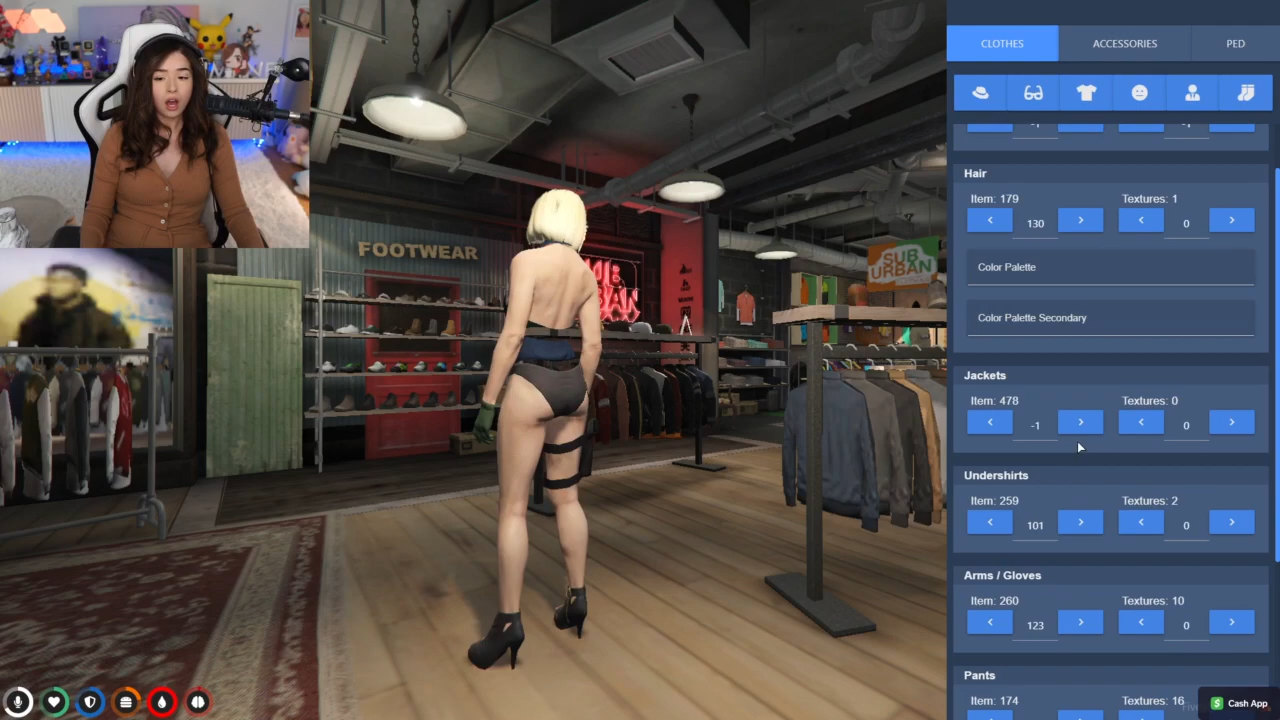 CLOTHES
ACCESSORIES
PED
Hair
Item: 179
Textures: 1
130
0
Color Palette
Color Palette Secondary
Jackets
Item: 478
Textures: 0
-1
0
Undershirts
Item: 259
Textures: 2
101
0
Arms / Gloves
Item: 260
Textures: 10
123
0
Pants
Item: 174
Textures: 16
Cash App
FOOTWEAR
SUB
URBAN